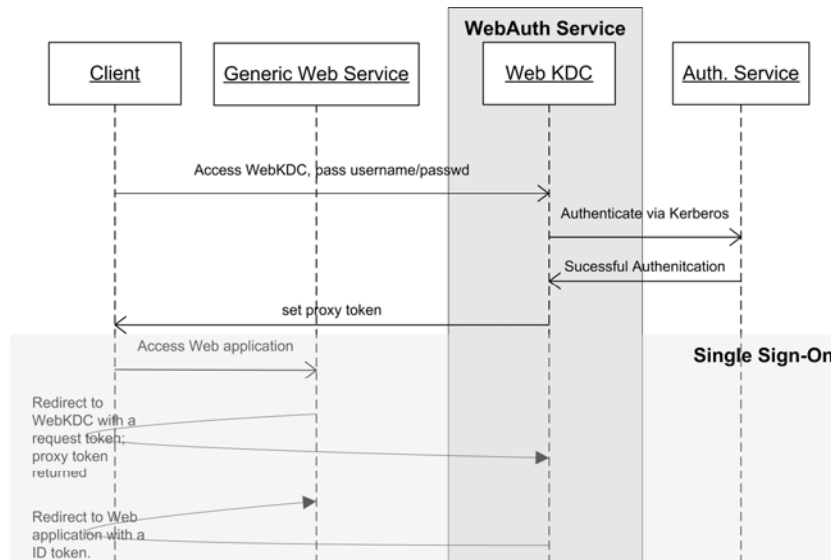 WebAuth Service
Client
Generic Web Service
Web KDC
Auth. Service
Access WebKDC, pass username/passwd
Authenticate via Kerberos
Sucessful Authenitcation
set proxy token
Access Web application
Single Sign-On
Redirect to
WebKDC with a
request token;
proxy token
returned
Redirect to Web
application with a
ID token.